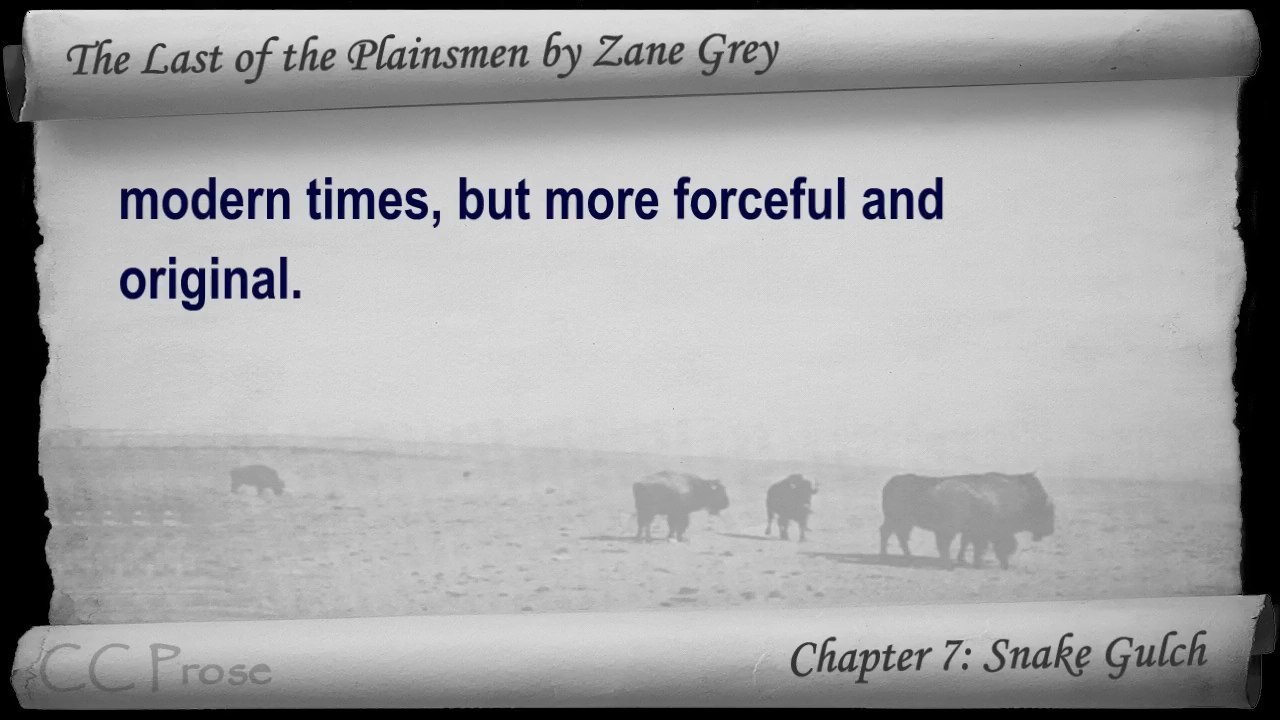 The Last of the Plainsmen by Zane Grey
modern times, but more forceful and
original.
CC Prose
Chapter 7: Snake Gulch